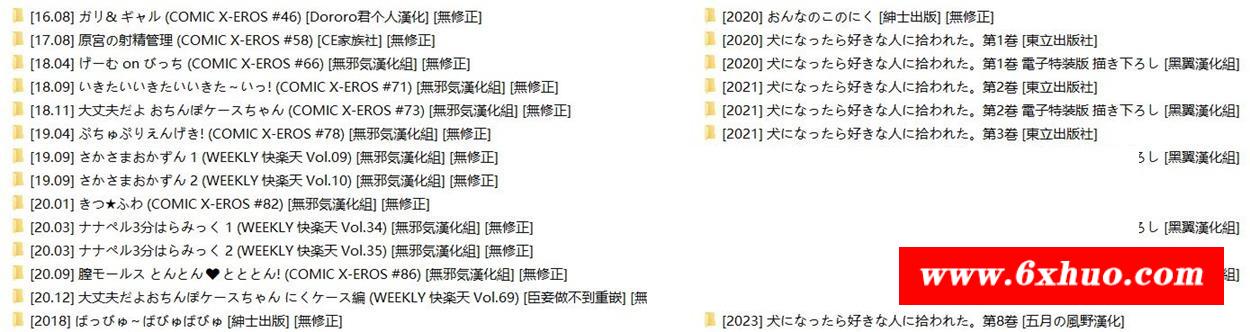 [16.08] ガリ& ギャル (COMIC X-EROS #46) [Dororo君个人漢化] [無修正]
[17.08] 原宮の射精管理 (COMIC X-EROS #58) [CE家族社] [無修正]
[18.04] げーむ on びっち (COMIC X-EROS #66) [無邪気漢化組] [無修正]
[18.09] いきたいいきたいいきた～いっ! (COMIC X-EROS #71) [無邪気漢化組] [無修正]
[18.11] 大丈夫だよ おちんぽケースちゃん (COMIC X-EROS #73) [無邪気漢化組] [無修正]
[19.04] ぷちゅぷりえんげき! (COMIC X-EROS #78) [無邪気漢化組] [無修正]
[19.09] さかさまおかずん 1 (WEEKLY 快楽天 Vol.09) [無邪気漢化組] [無修正]
[19.09] さかさまおかずん 2 (WEEKLY 快楽天 Vol.10) [無邪気漢化組] [無修正]
[20.01] きつ★ふわ (COMIC X-EROS #82) [無邪気漢化組] [無修正]
[20.03] ナナペル3分はらみっく 1 (WEEKLY 快楽天 Vol.34) [無邪気漢化組] [無修正]
[20.03] ナナペル3分はらみっく 2 (WEEKLY 快楽天 Vol.35) [無邪気漢化組] [無修正]
[20.09] 膣モールス とんとん♥とととん! (COMIC X-EROS #86) [無邪気漢化組] [無修正]
[20.12] 大丈夫だよおちんぽケースちゃん にくケース編 (WEEKLY 快楽天 Vol.69) [臣妾做不到重嵌] [無
[2018] ばっびゅ～ばびゅばびゅ [紳士出版] [無修正]
[2020] おんなのこのにく [紳士出版] [無修正]
[2020] 犬になったら好きな人に拾われた。第1巻 [東立出版社]
[2020] 犬になったら好きな人に拾われた。第1巻 電子特装版 描き下ろし [黑翼漢化組]
[2021] 犬になったら好きな人に拾われた。第2巻 [東立出版社]
[2021] 犬になったら好きな人に拾われた。第2巻 電子特装版 描き下ろし [黑翼漢化組]
[2021] 犬になったら好きな人に拾われた。第3巻 [東立出版社]
ろし [黑翼漢化組]
ろし [黑翼漢化組]
www.6xhuo.com
組]
[2023] 犬になったら好きな人に拾われた。第8巻 [五月の風野漢化]